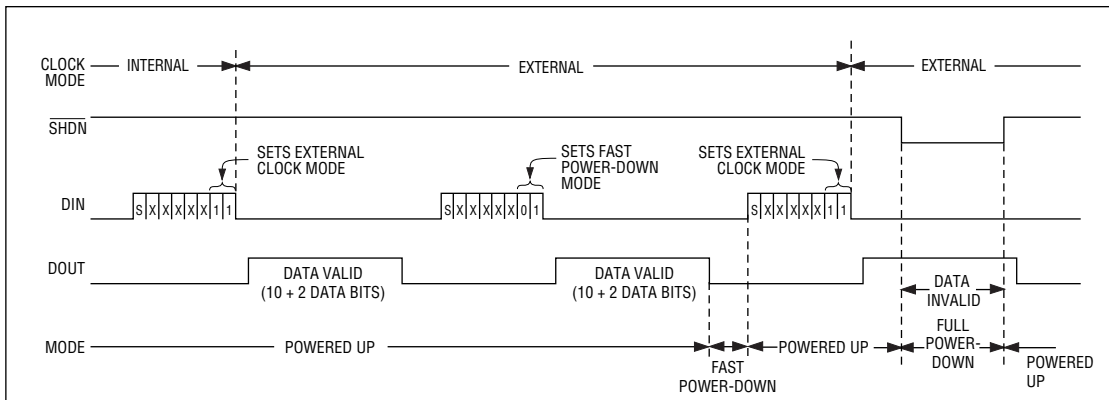 CLOCK
MODE
INTERNAL
EXTERNAL
EXTERNAL
SHDN
SETS EXTERNAL
CLOCK MODE
SETS FAST
POWER-DOWN
MODE
SETS EXTERNAL
CLOCK MODE
DIN
S X X X X X 1 1
S X X X X X 0 1
S X X X X X 1 1
DOUT
DATA VALID
(10 + 2 DATA BITS)
DATA VALID
(10 + 2 DATA BITS)
DATA
INVALID
MODE
POWERED UP
FAST
POWER-DOWN
POWERED UP
FULL
POWER-
DOWN
POWERED
UP